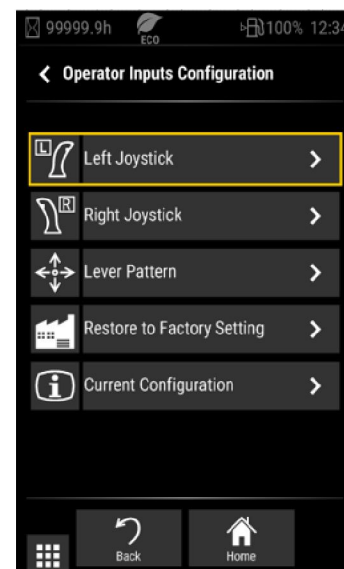 99999.9h ECO 100% 12:34
Operator Inputs Configuration
L Left Joystick
R Right Joystick
Lever Pattern
Restore to Factory Setting
i Current Configuration
Back Home